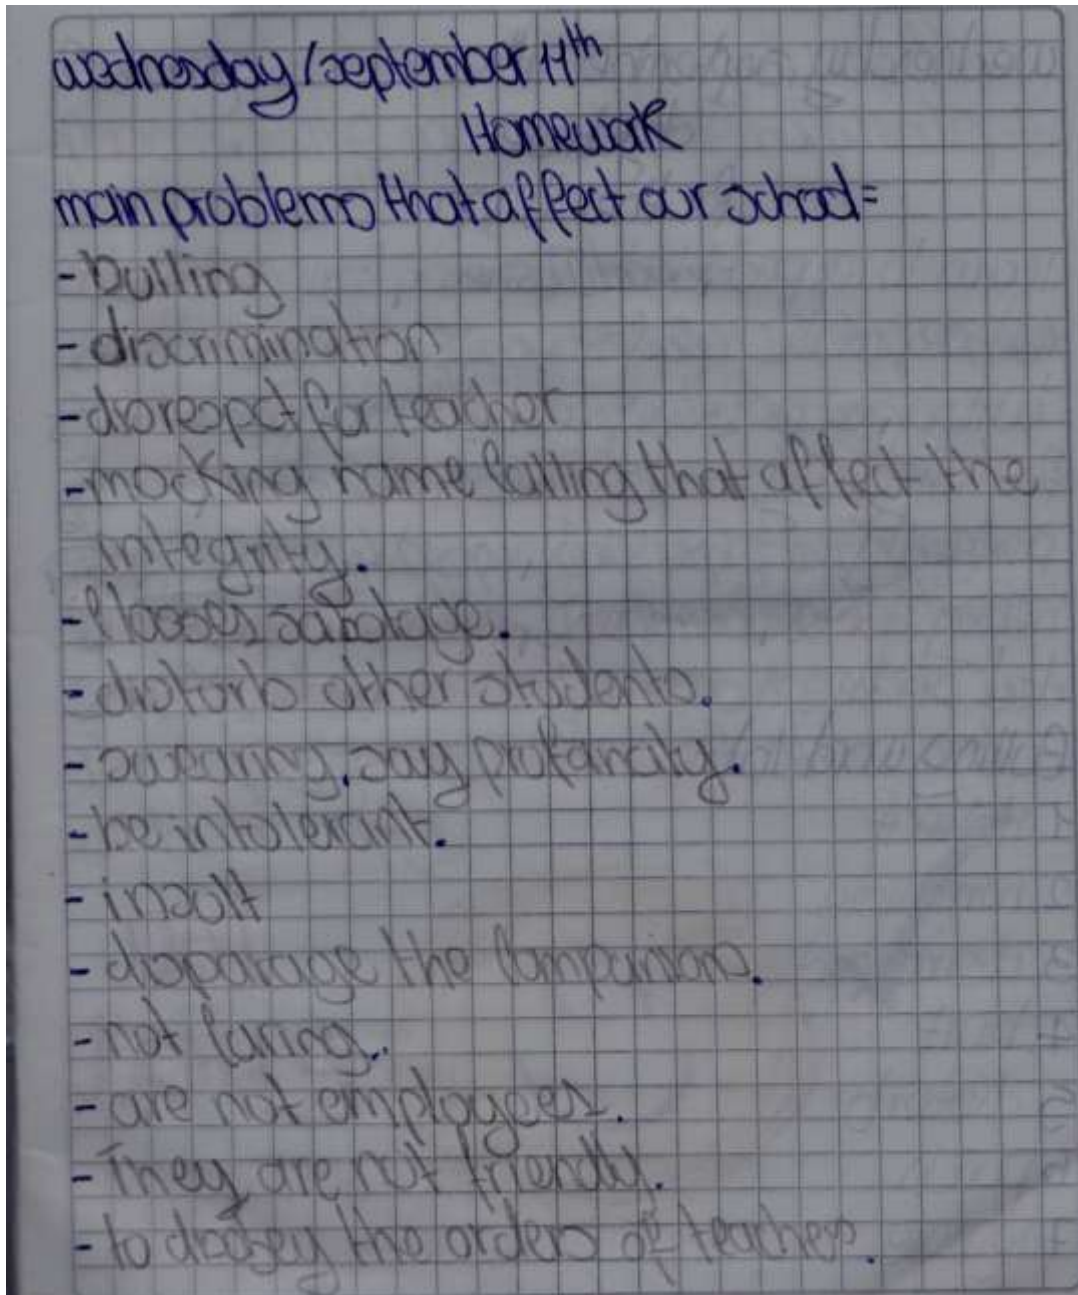 wednesday/september 11th
Homework
main problems that affect our school=
- bulling
- discrimination
- disrespct for teacher
- mocking name calling that affect the
integrity.
- classes sabotage.
- disturb other students.
- swearing, say profancity.
- be intolerant.
- insult
- disparage the companions.
- not caring.
- are not employees.
- They are not friendly.
- to disobey the orders of teachers.